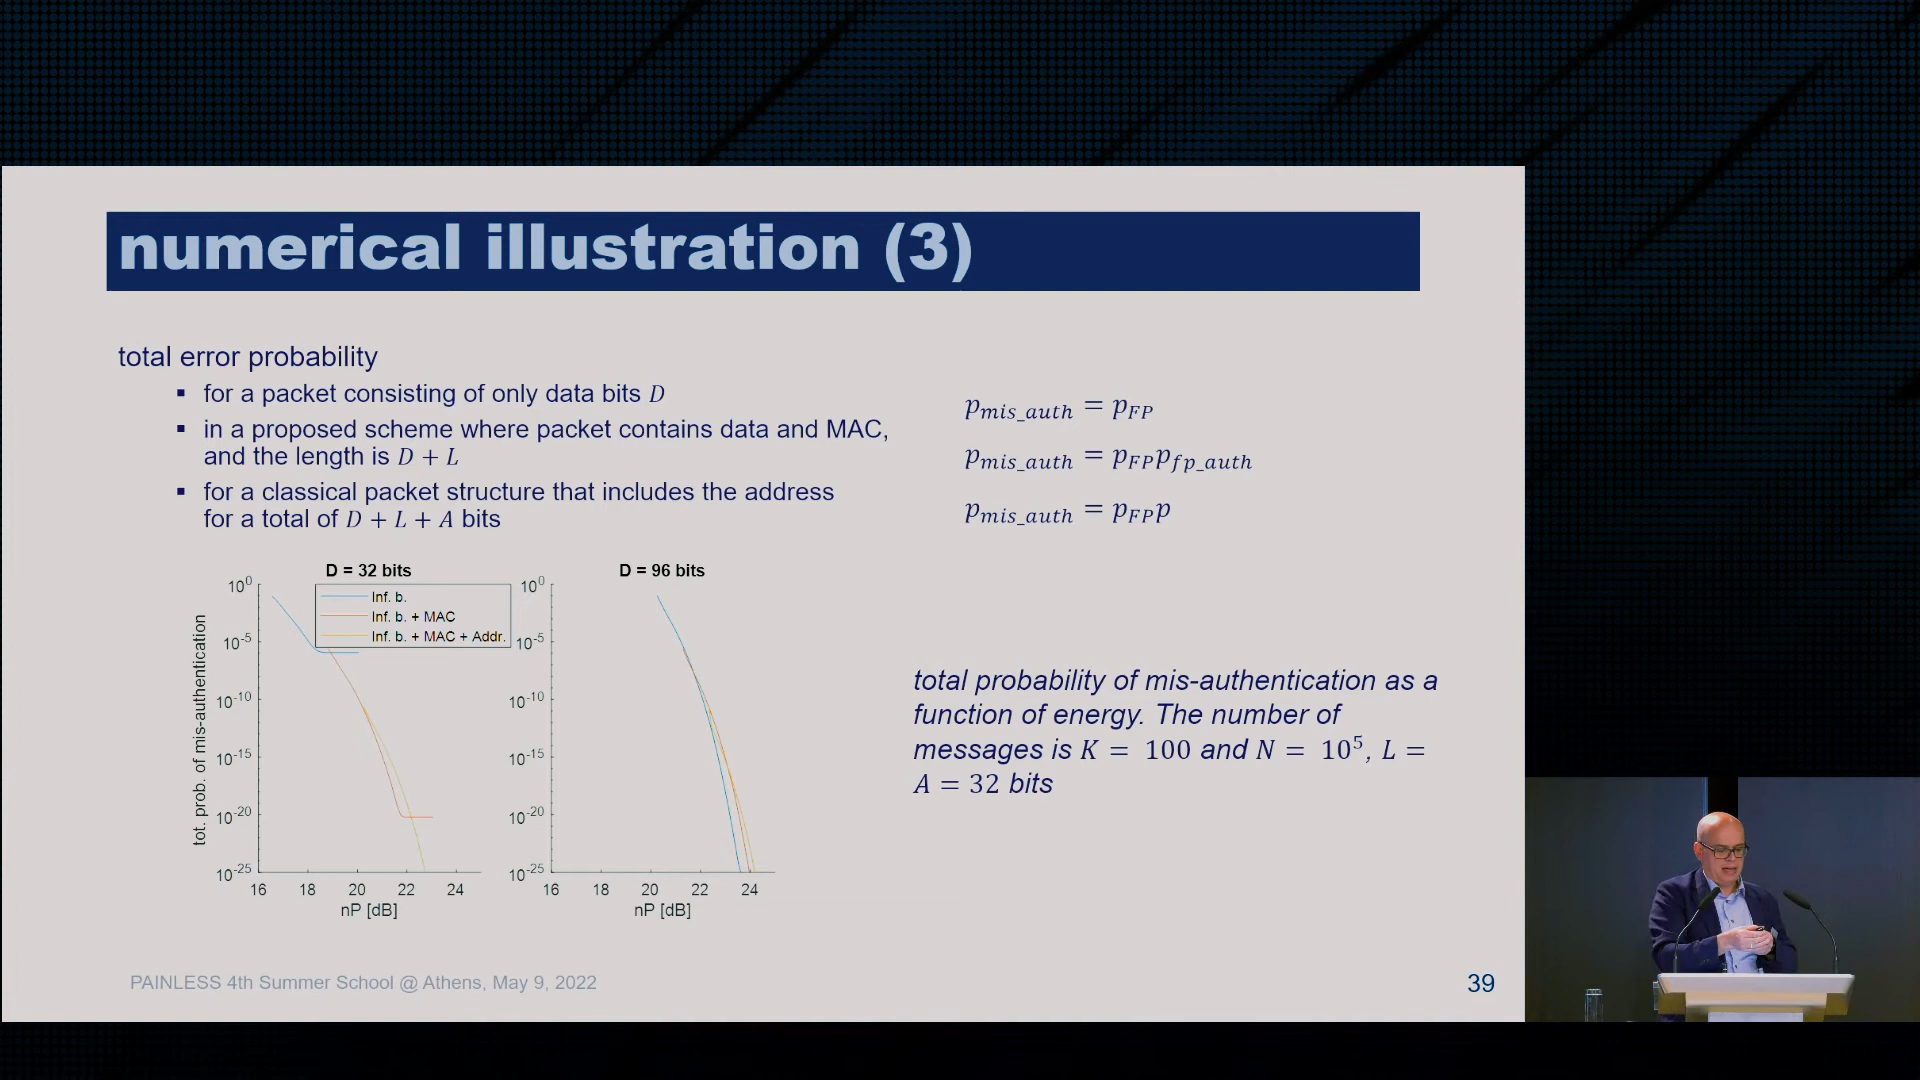 numerical illustration (3)
total error probability
▪ for a packet consisting of only data bits D
▪ in a proposed scheme where packet contains data and MAC,
and the length is D + L
▪ for a classical packet structure that includes the address
for a total of D + L + A bits
p_mis_auth = p_FP
p_mis_auth = p_FP p_fp_auth
p_mis_auth = p_FP p
D = 32 bits
Inf. b.
Inf. b. + MAC
Inf. b. + MAC + Addr.
tot. prob. of mis-authentication
10^0
10^-5
10^-10
10^-15
10^-20
10^-25
16 18 20 22 24
nP [dB]
D = 96 bits
10^0
10^-5
10^-10
10^-15
10^-20
10^-25
16 18 20 22 24
nP [dB]
total probability of mis-authentication as a
function of energy. The number of
messages is K = 100 and N = 10^5, L =
A = 32 bits
PAINLESS 4th Summer School @ Athens, May 9, 2022
39